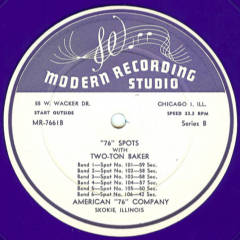 MODERN RECORDING
STUDIO
55 W. WACKER DR.
CHICAGO 1, ILL.
START OUTSIDE
SPEED 33.3 RPM
MR-7661B
Series B
"76" SPOTS
WITH
TWO-TON BAKER
Band 1—Spot No. 101—59 Sec.
Band 2—Spot No. 102—58 Sec.
Band 3—Spot No. 103—58 Sec.
Band 4—Spot No. 104—57 Sec.
Band 5—Spot No. 105—50 Sec.
Band 6—Spot No. 106—42 Sec.
AMERICAN "76" COMPANY
SKOKIE, ILLINOIS